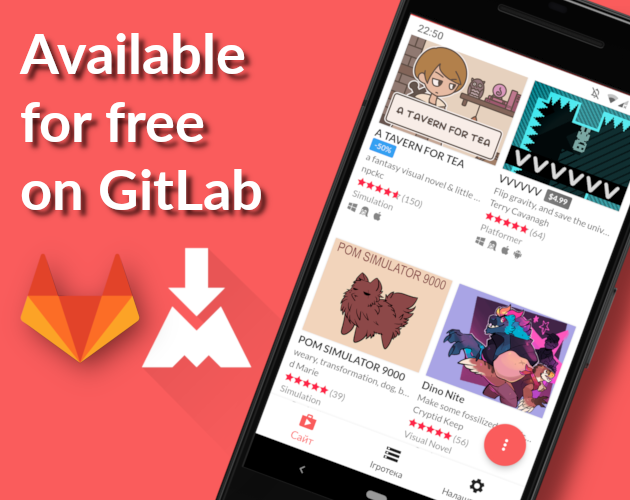 Available
for free
on GitLab
22:50
A TAVERN FOR TEA
A TAVERN FOR TEA
-50%
a fantasy visual novel & little ...
npckc
(150)
Simulation
VVVVVV
VVVVVV
$4.99
Flip gravity, and save the univ...
Terry Cavanagh
(64)
Platformer
POM SIMULATOR 9000
POM SIMULATOR 9000
weary, transformation, dog, b...
d Marie
(39)
Simulation
Dino Nite
Make some fossilized
Cryptid Keep
(56)
Visual Novel
Сайт
Ігротека